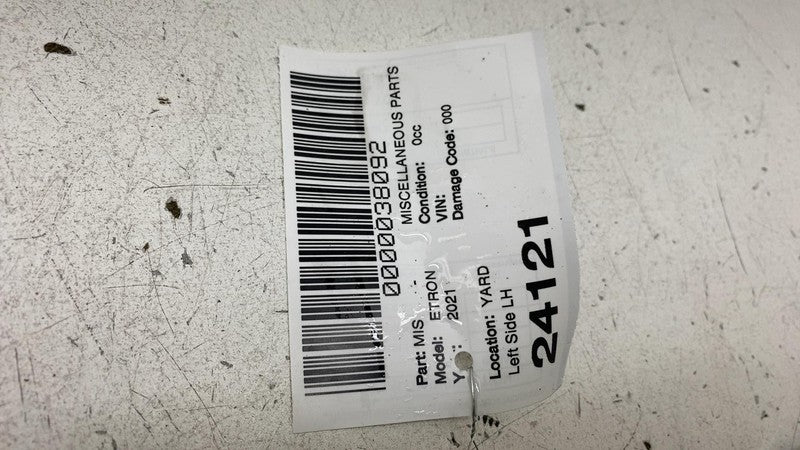 0000038092
Part: MIS - MISCELLANEOUS PARTS
Model: ETRON Condition: 0cc
Y 2021 VIN:
Damage Code: 000
Location: YARD
Left Side LH
24121